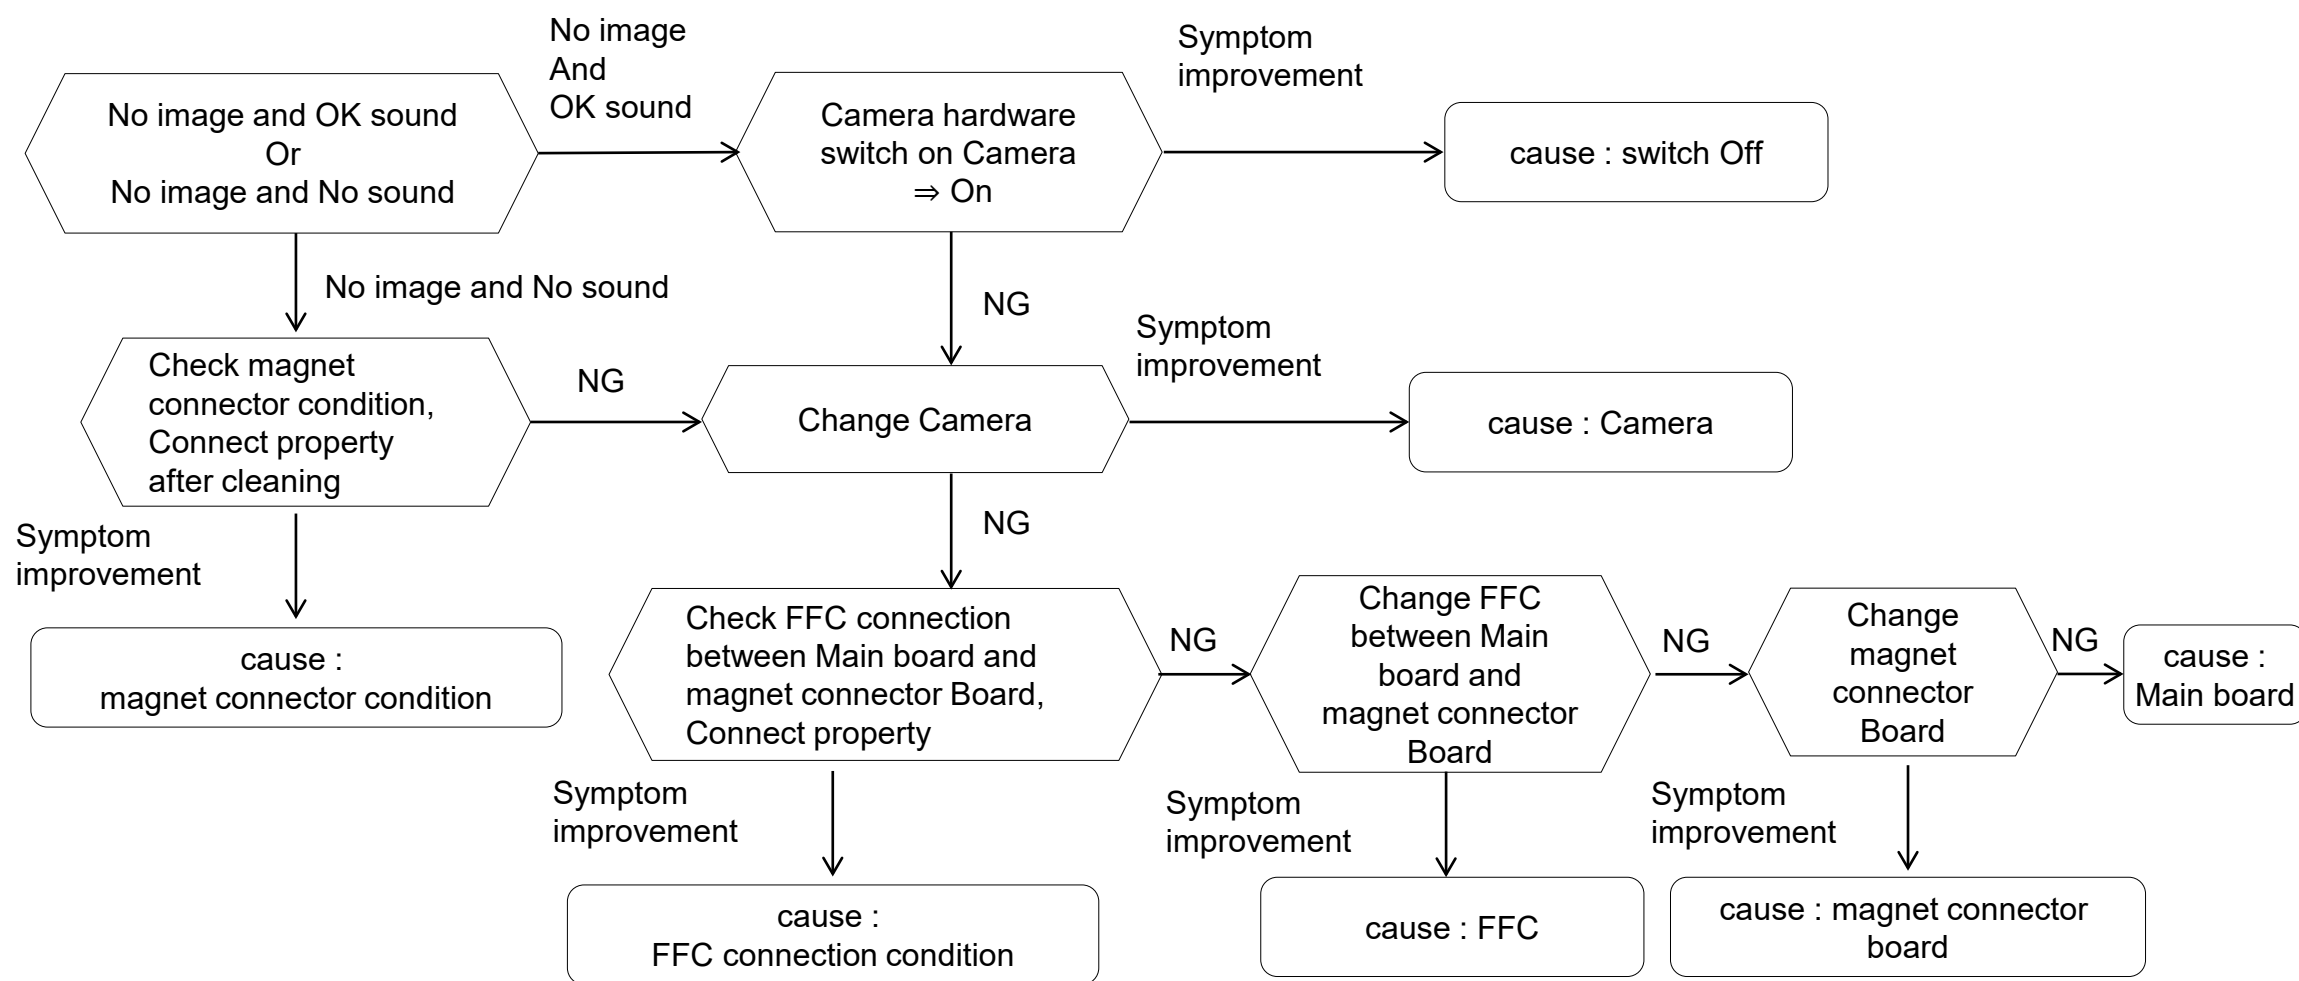 No image and OK sound
Or
No image and No sound
No image
And
OK sound
Camera hardware
switch on Camera
⇒ On
Symptom
improvement
cause : switch Off
No image and No sound
NG
Check magnet
connector condition,
Connect property
after cleaning
NG
Change Camera
Symptom
improvement
cause : Camera
Symptom
improvement
cause :
magnet connector condition
NG
Check FFC connection
between Main board and
magnet connector Board,
Connect property
NG
Change FFC
between Main
board and
magnet connector
Board
NG
Change
magnet
connector
Board
NG
cause :
Main board
Symptom
improvement
cause :
FFC connection condition
Symptom
improvement
cause : FFC
Symptom
improvement
cause : magnet connector
board